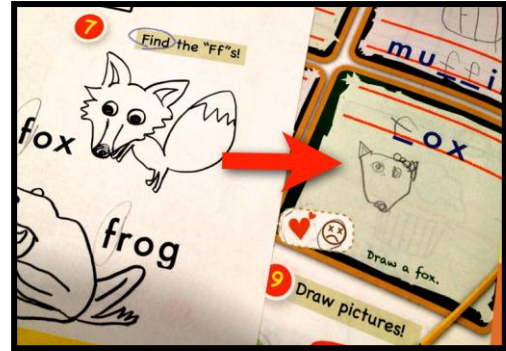 7
Find the "Ff"s!
fox
frog
muffi
fox
Draw a fox.
9
Draw pictures!